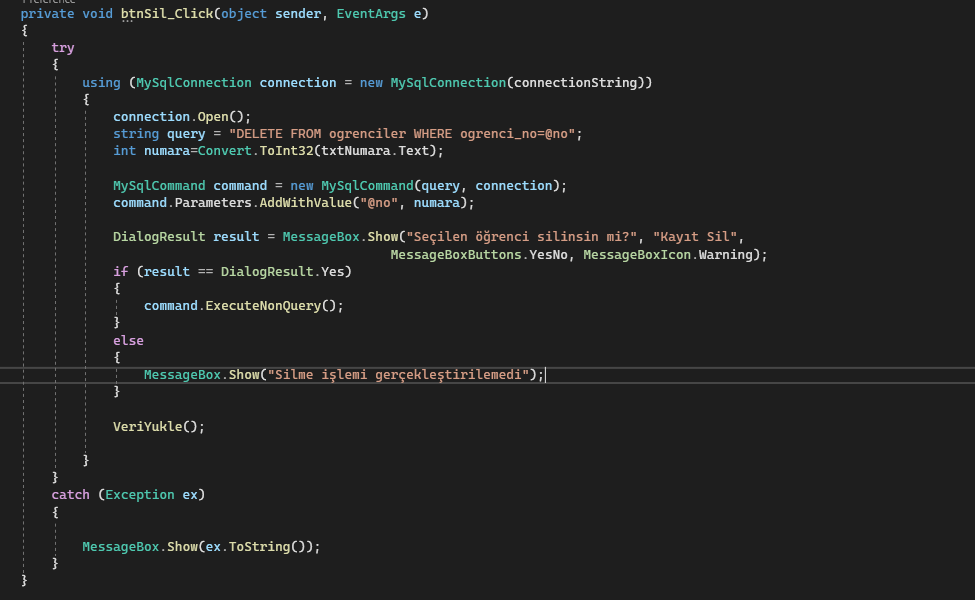 private void btnSil_Click(object sender, EventArgs e)
{
    try
    {
        using (MySqlConnection connection = new MySqlConnection(connectionString))
        {
            connection.Open();
            string query = "DELETE FROM ogrenciler WHERE ogrenci_no=@no";
            int numara=Convert.ToInt32(txtNumara.Text);
            MySqlCommand command = new MySqlCommand(query, connection);
            command.Parameters.AddWithValue("@no", numara);
            DialogResult result = MessageBox.Show("Seçilen öğrenci silinsin mi?", "Kayıt Sil",
                                                MessageBoxButtons.YesNo, MessageBoxIcon.Warning);
            if (result == DialogResult.Yes)
            {
                command.ExecuteNonQuery();
            }
            else
            {
                MessageBox.Show("Silme işlemi gerçekleştirilemedi");
            }
            VeriYukle();
        }
    }
    catch (Exception ex)
    {
        MessageBox.Show(ex.ToString());
    }
}